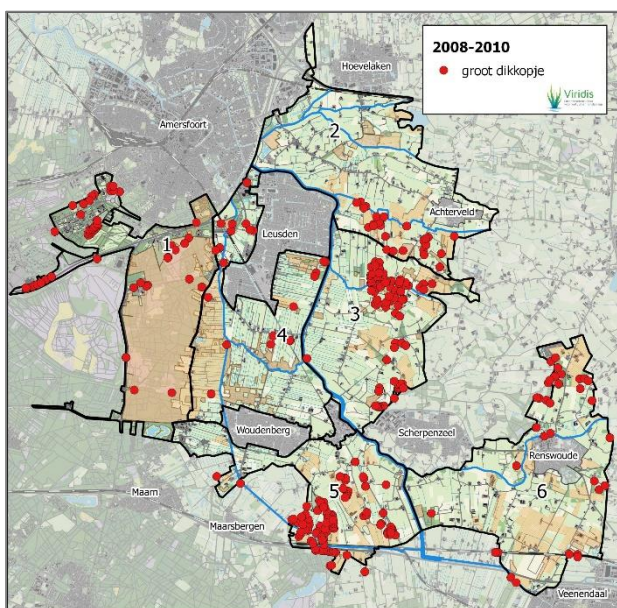 2008-2010
groot dikkopje
Viridis
Hoevelaken
Amersfoort
2
Achterveld
Leusden
1
3
4
Woudenberg
Scherpenzeel
Renswoude
Maarn
5
6
Maarsbergen
Veenendaal